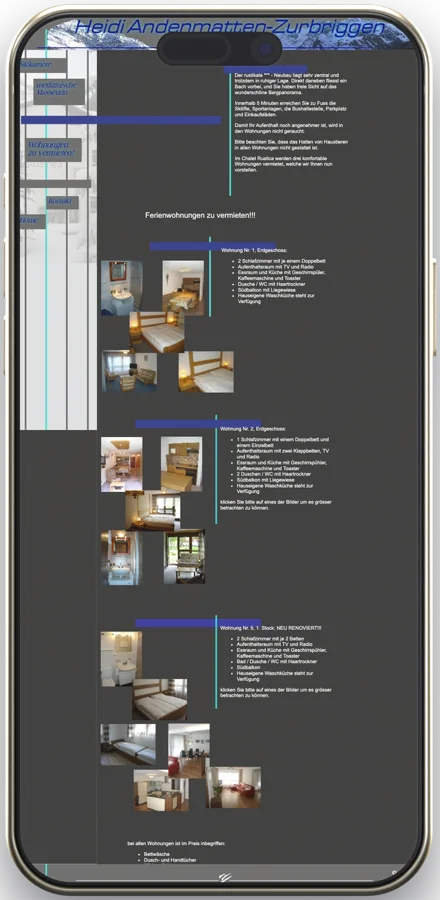 Heidi Andenmatten-Zurbriggen
Skikarriere
medizinische
Masseurin
Wohnungen
zu vermieten!
Kontakt
Home
Der rustikale *** - Neubau liegt sehr zentral und
trotzdem in ruhiger Lage. Direkt daneben fliesst ein
Bach vorbei, und Sie haben freie Sicht auf das
wunderschöne Bergpanorama.
Innerhalb 5 Minuten erreichen Sie zu Fuss die
Skilifte, Sportanlagen, die Bushaltestelle, Parkplatz
und Einkaufsläden.
Damit Ihr Aufenthalt noch angenehmer ist, wird in
den Wohnungen nicht geraucht.
Bitte beachten Sie, dass das Halten von Haustieren
in allen Wohnungen nicht gestattet ist.
Im Chalet Rustica werden drei komfortable
Wohnungen vermietet, welche wir Ihnen nun
vorstellen.
Ferienwohnungen zu vermieten!!!
Wohnung Nr. 1, Erdgeschoss:
2 Schlafzimmer mit je einem Doppelbett
Aufenthaltsraum mit TV und Radio
Essraum und Küche mit Geschirrspüler,
Kaffeemaschine und Toaster
Dusche / WC mit Haartrockner
Südbalkon mit Liegewiese
Hauseigene Waschküche steht zur
Verfügung
Wohnung Nr. 2, Erdgeschoss:
1 Schlafzimmer mit einem Doppelbett und
einem Einzelbett
Aufenthaltsraum mit zwei Klappbetten, TV
und Radio
Essraum und Küche mit Geschirrspühler,
Kaffeemaschine und Toaster
2 Duschen / WC mit Haartrockner
Südbalkon mit Liegewiese
Hauseigene Waschküche steht zur
Verfügung
klicken Sie bitte auf eines der Bilder um es grösser
betrachten zu können.
Wohnung Nr. 5, 1. Stock: NEU RENOVIERT!!!
2 Schlafzimmer mit je 2 Betten
Aufenthaltsraum mit TV und Radio
Essraum und Küche mit Geschirrspühler,
Kaffeemaschine und Toaster
Bad / Dusche / WC mit Haartrockner
Südbalkon
Hauseigene Waschküche steht zur
Verfügung
klicken Sie bitte auf eines der Bilder um es grösser
betrachten zu können.
bei allen Wohnungen ist im Preis inbegriffen:
Bettwäsche
Dusch- und Handtücher